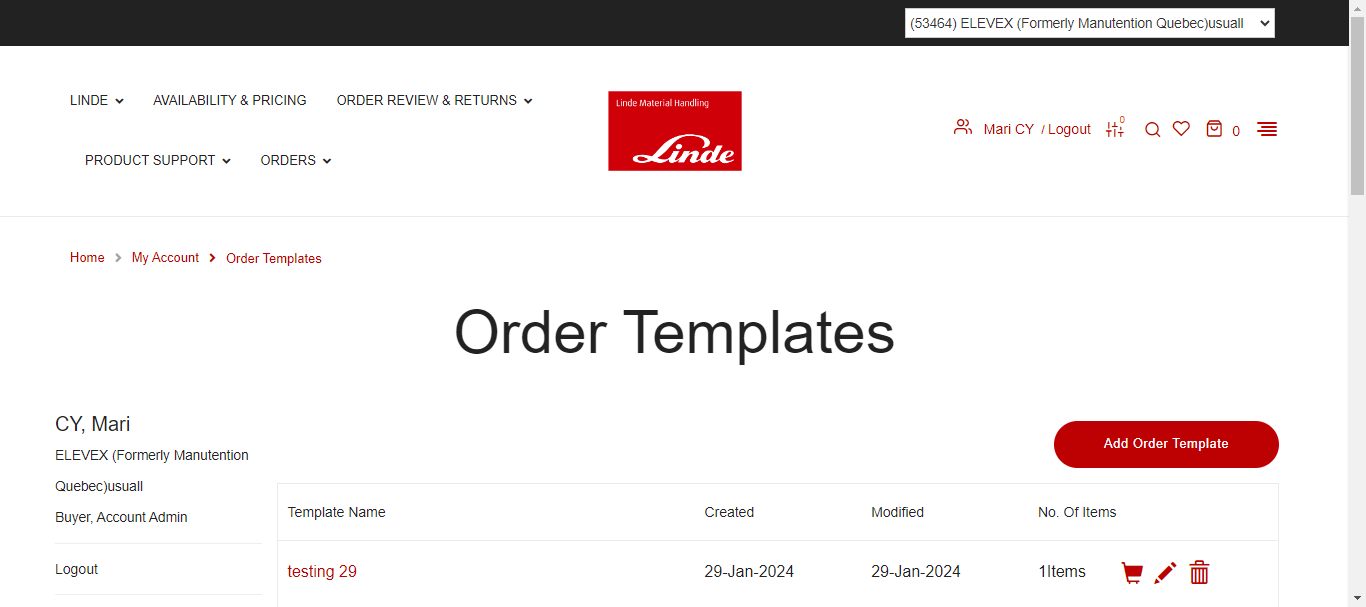 (53464) ELEVEX (Formerly Manutention Quebec)usuall
LINDE
AVAILABILITY & PRICING
ORDER REVIEW & RETURNS
PRODUCT SUPPORT
ORDERS
Linde Material Handling
Linde
Mari CY / Logout
0
0
Home
My Account
Order Templates
Order Templates
CY, Mari
ELEVEX (Formerly Manutention
Quebec)usuall
Buyer, Account Admin
Logout
Add Order Template
Template Name Created Modified No. Of Items
testing 29 29-Jan-2024 29-Jan-2024 1Items